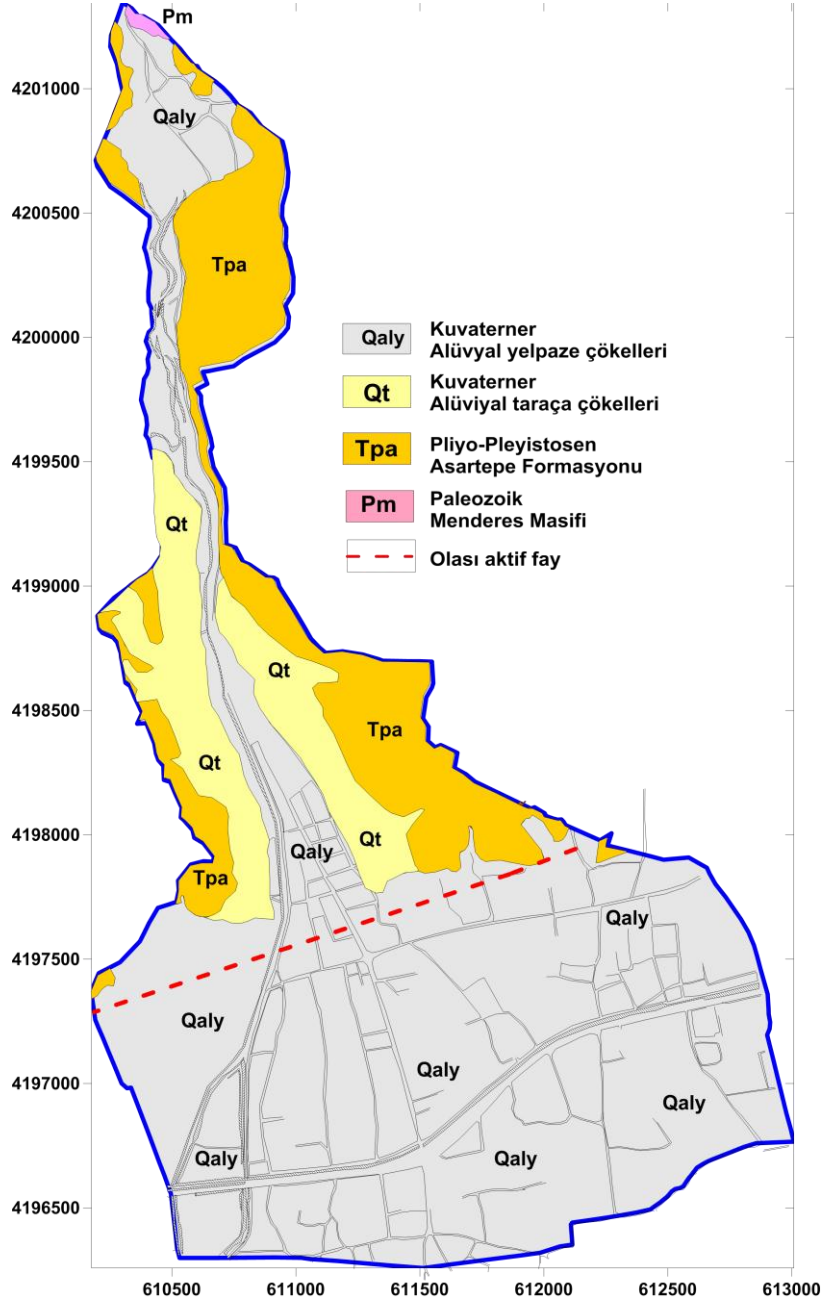 Pm
4201000
Qaly
4200500
Tpa
4200000
Qaly Kuvaterner
Alüvyal yelpaze çökelleri
Qt Kuvaterner
Alüviyal taraça çökelleri
Tpa Pliyo-Pleyistosen
Asartepe Formasyonu
Pm Paleozoik
Menderes Masifi
Olası aktif fay
4199500
Qt
4199000
Qt
4198500
Tpa
Qt
4198000
Qt
Qaly
Tpa
Qaly
4197500
Qaly
Qaly
4197000
Qaly
Qaly
Qaly
4196500
610500 611000 611500 612000 612500 613000